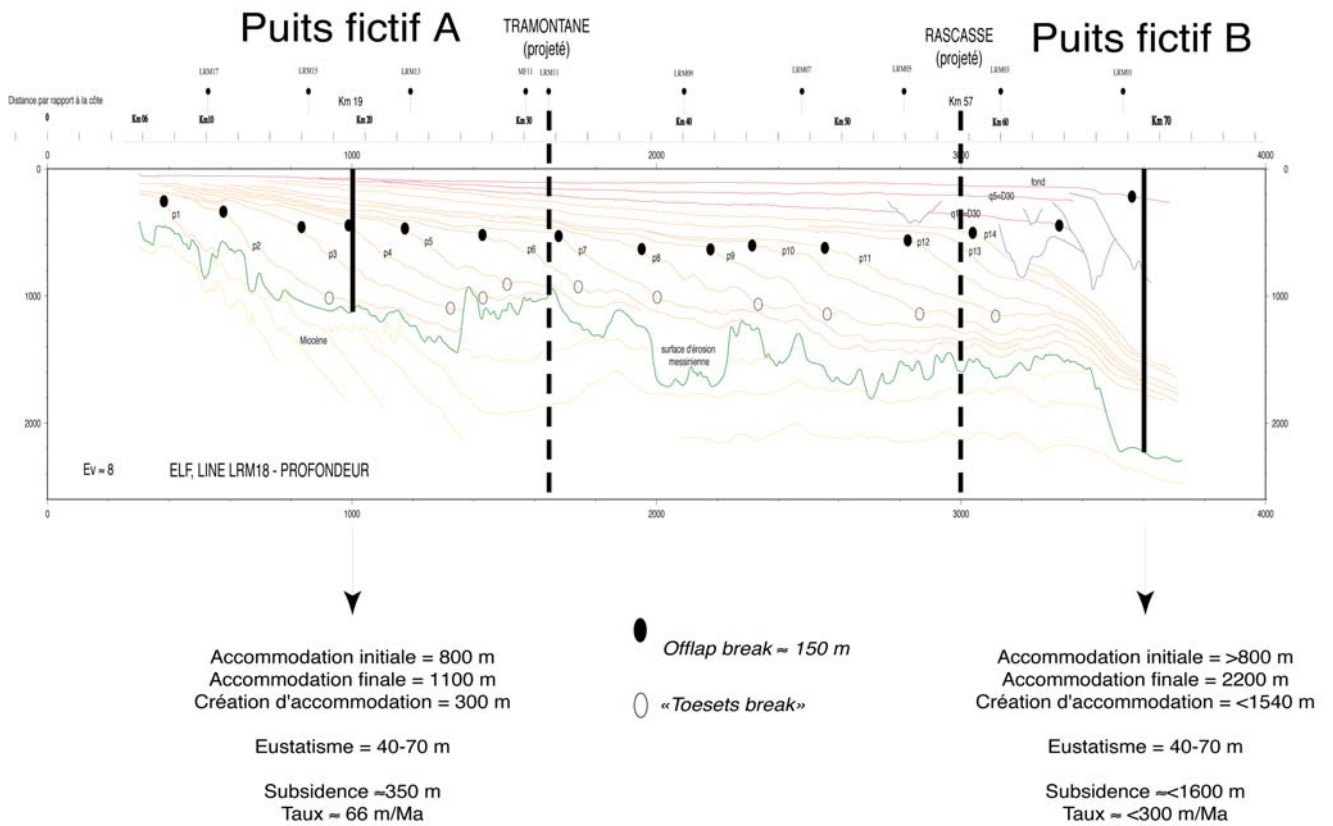 Puits fictif A
TRAMONTANE
(projeté)
RASCASSE
(projeté)
Puits fictif B
LRM17
LRM15
LRM13
MF11
LRM11
LRM09
LRM07
LRM05
LRM03
LRM01
Distance par rapport à la côte
Km 19
Km 57
0
Km 06
Km10
Km 20
Km 30
Km 40
Km 50
Km 60
Km 70
1000
2000
3000
4000
0
0
fond
q5=D30
p1
p2
p3
p4
p5
p6
p7
p8
p9
p10
p11
p12
p13
p14
1000
1000
Miocène
surface d'érosion
messinienne
2000
2000
Ev ≈ 8
ELF, LINE LRM18 - PROFONDEUR
0
1000
2000
3000
4000
Accommodation initiale = 800 m
Accommodation finale = 1100 m
Création d'accommodation = 300 m
Eustatisme = 40-70 m
Subsidence ≈350 m
Taux ≈ 66 m/Ma
Offlap break ≈ 150 m
«Toesets break»
Accommodation initiale = >800 m
Accommodation finale = 2200 m
Création d'accommodation = <1540 m
Eustatisme = 40-70 m
Subsidence ≈<1600 m
Taux ≈ <300 m/Ma